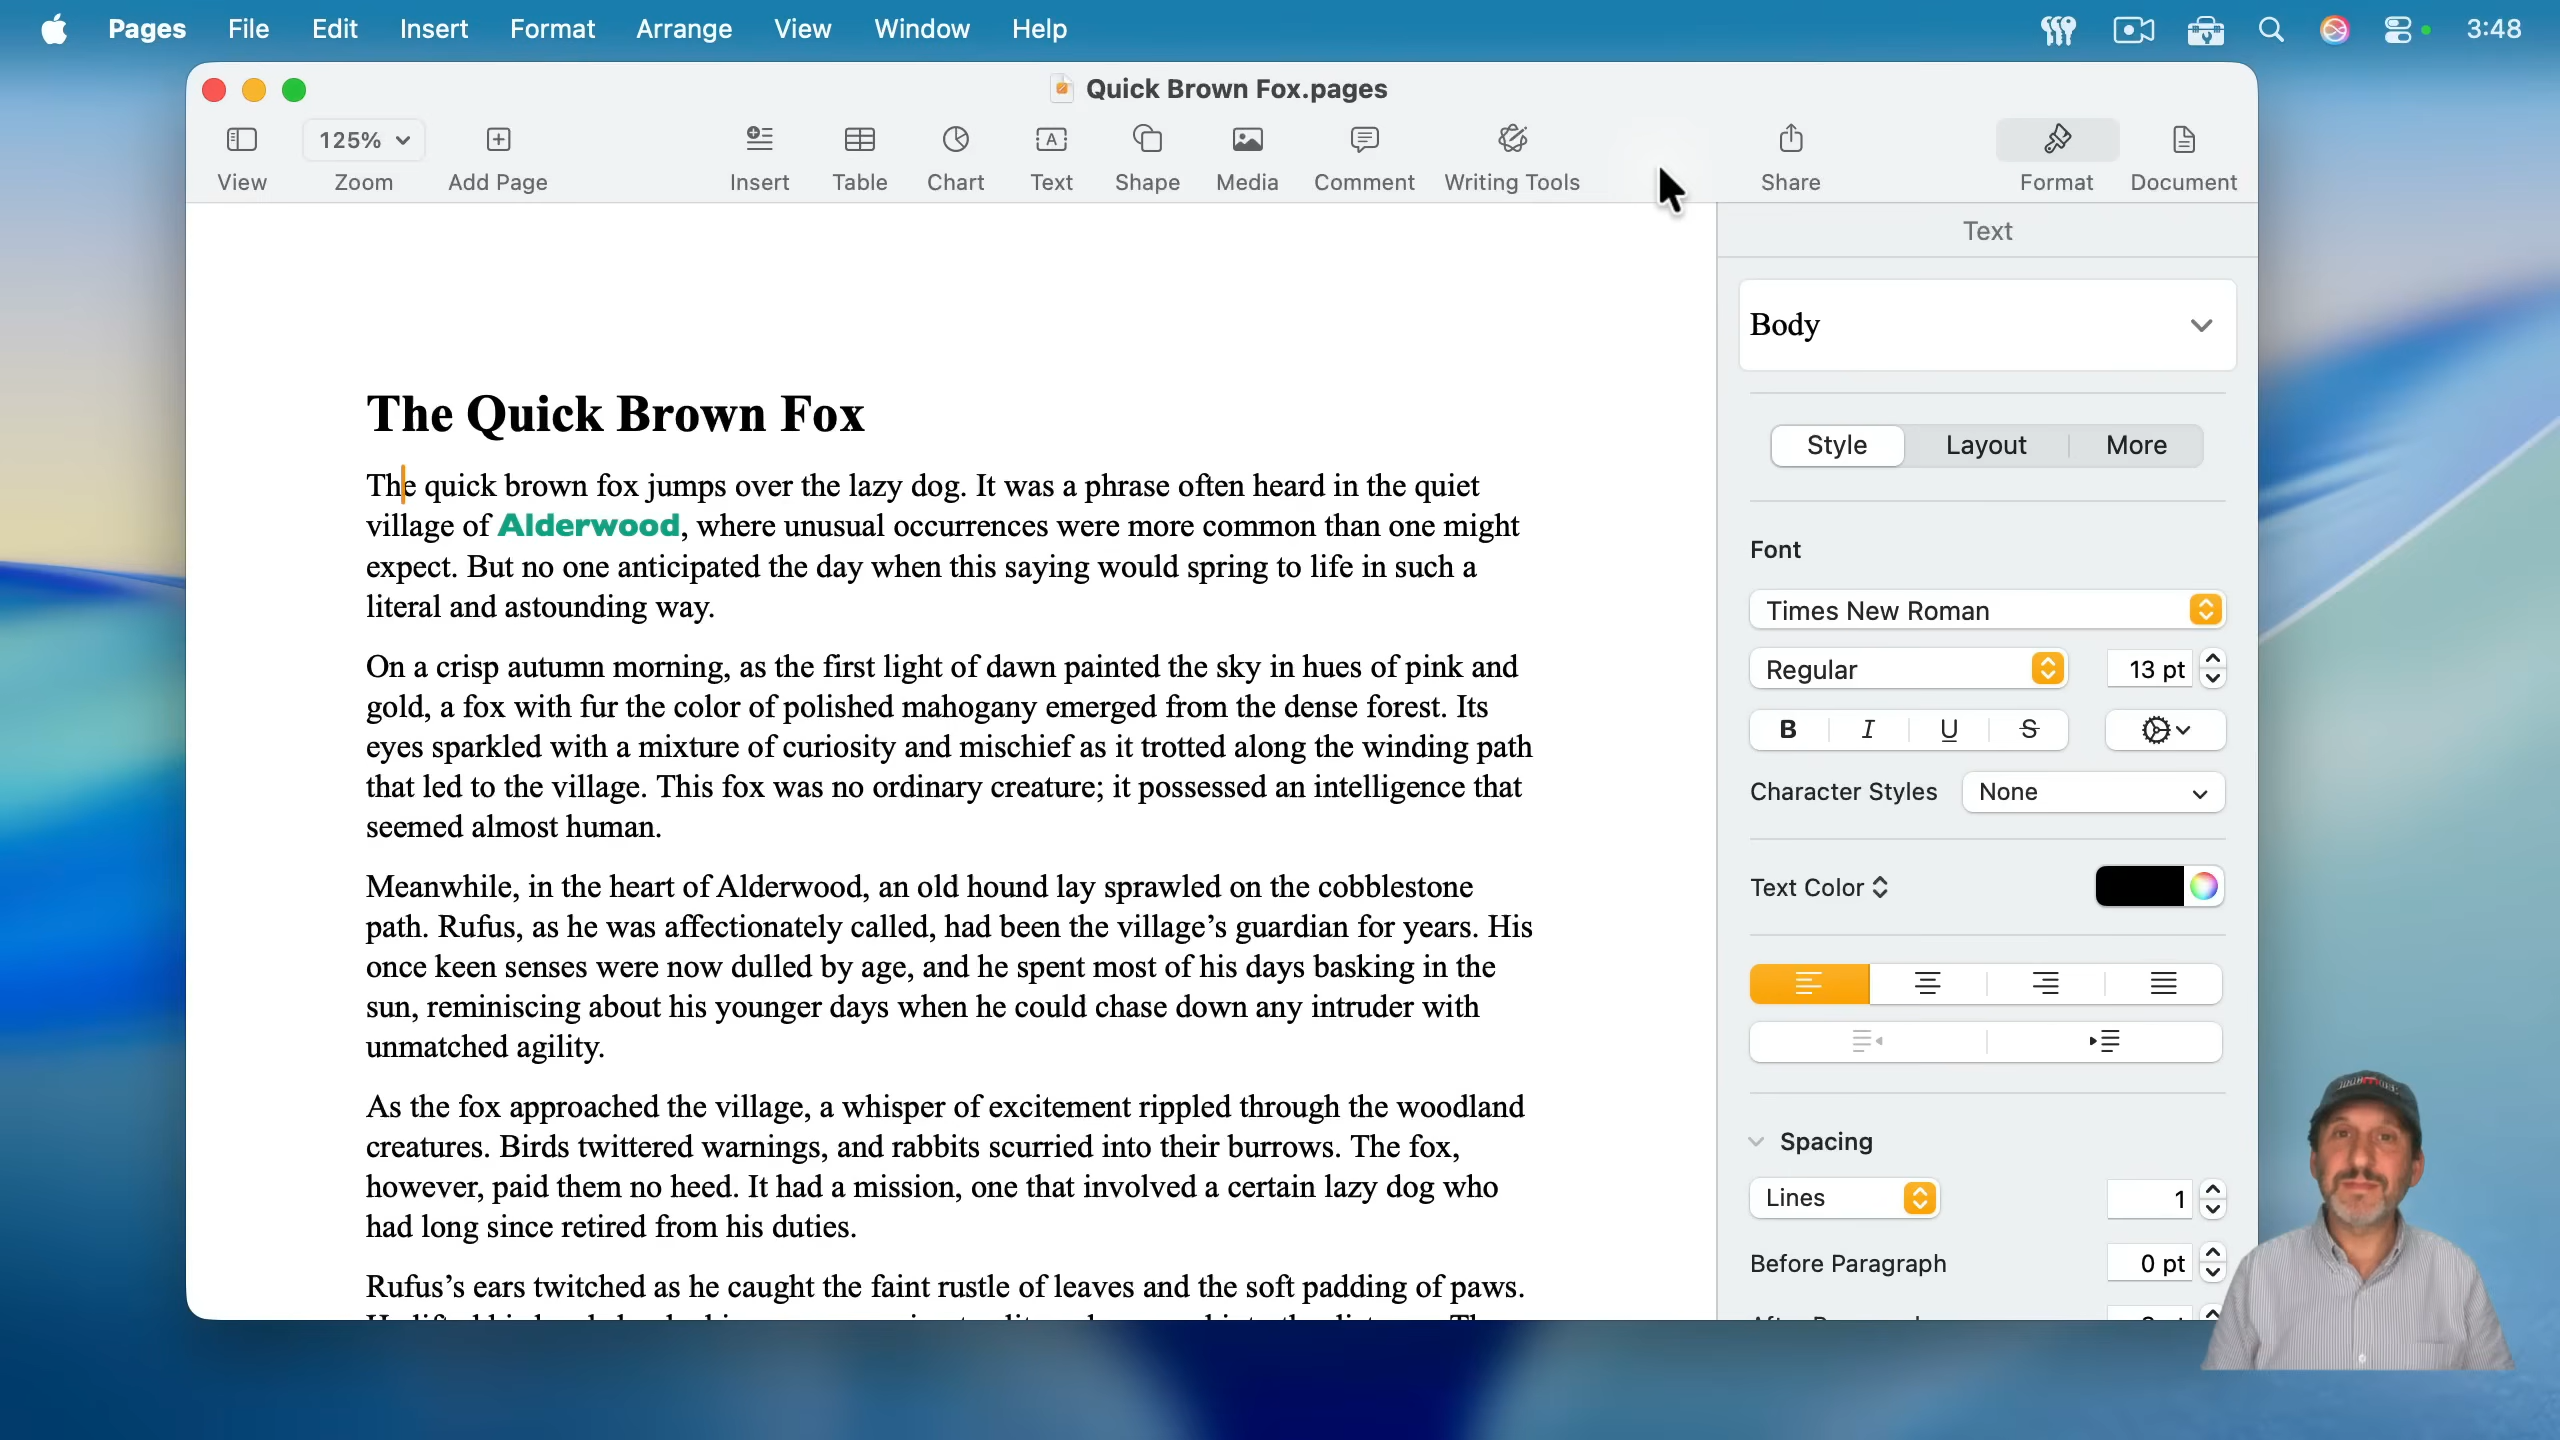 Pages File Edit Insert Format Arrange View Window Help 3:48
Quick Brown Fox.pages
125%
View Zoom Add Page Insert Table Chart Text Shape Media Comment Writing Tools Share Format Document
Text
Body
Style Layout More
Font
Times New Roman
Regular 13 pt
B I U S
Character Styles None
Text Color
Spacing
Lines 1
Before Paragraph 0 pt
The Quick Brown Fox
The quick brown fox jumps over the lazy dog. It was a phrase often heard in the quiet
village of Alderwood, where unusual occurrences were more common than one might
expect. But no one anticipated the day when this saying would spring to life in such a
literal and astounding way.
On a crisp autumn morning, as the first light of dawn painted the sky in hues of pink and
gold, a fox with fur the color of polished mahogany emerged from the dense forest. Its
eyes sparkled with a mixture of curiosity and mischief as it trotted along the winding path
that led to the village. This fox was no ordinary creature; it possessed an intelligence that
seemed almost human.
Meanwhile, in the heart of Alderwood, an old hound lay sprawled on the cobblestone
path. Rufus, as he was affectionately called, had been the village’s guardian for years. His
once keen senses were now dulled by age, and he spent most of his days basking in the
sun, reminiscing about his younger days when he could chase down any intruder with
unmatched agility.
As the fox approached the village, a whisper of excitement rippled through the woodland
creatures. Birds twittered warnings, and rabbits scurried into their burrows. The fox,
however, paid them no heed. It had a mission, one that involved a certain lazy dog who
had long since retired from his duties.
Rufus’s ears twitched as he caught the faint rustle of leaves and the soft padding of paws.